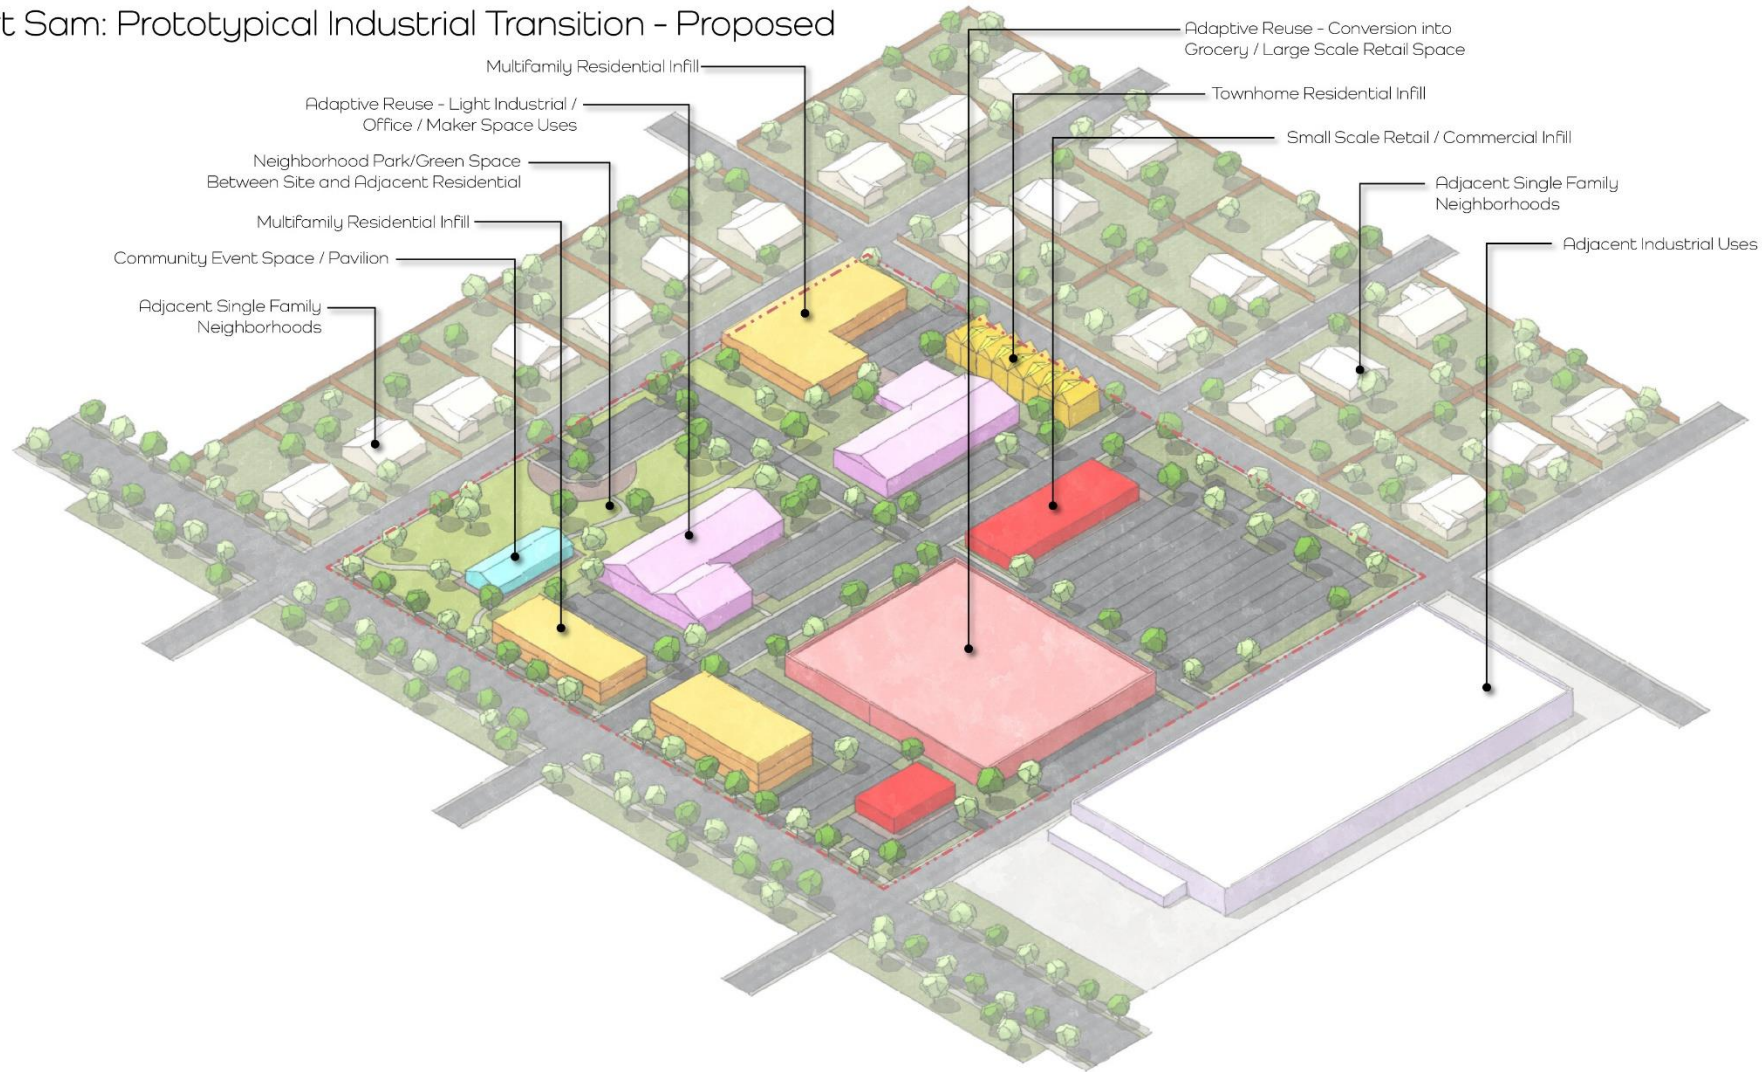 t Sam: Prototypical Industrial Transition - Proposed
Multifamily Residential Infill
Adaptive Reuse - Light Industrial /
Office / Maker Space Uses
Neighborhood Park/Green Space
Between Site and Adjacent Residential
Multifamily Residential Infill
Community Event Space / Pavilion
Adjacent Single Family
Neighborhoods
Adaptive Reuse - Conversion into
Grocery / Large Scale Retail Space
Townhome Residential Infill
Small Scale Retail / Commercial Infill
Adjacent Single Family
Neighborhoods
Adjacent Industrial Uses